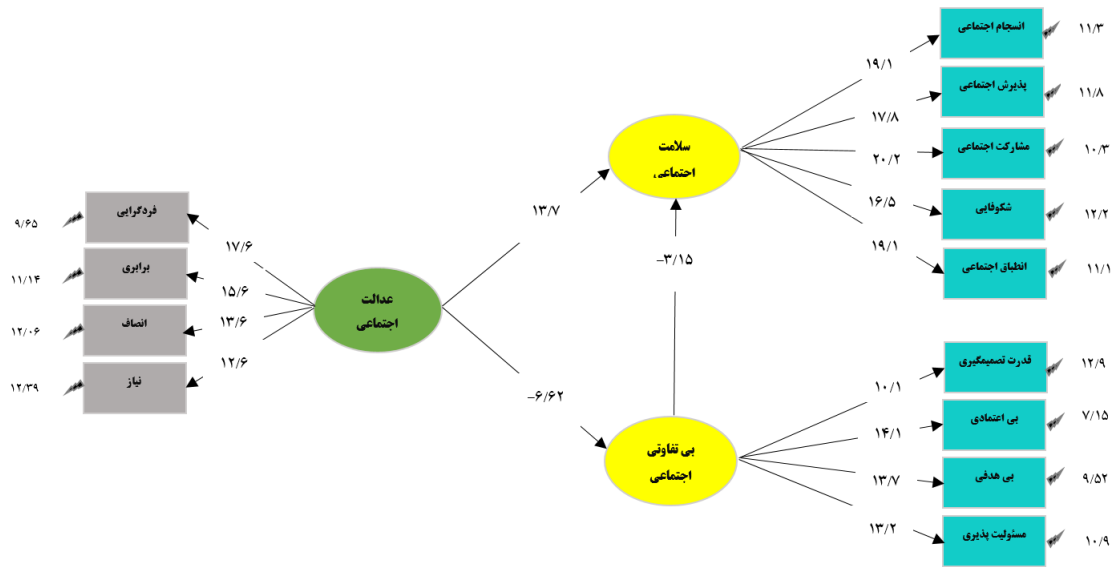 انسجام اجتماعی
۱۱/۳
۱۹/۱
پذیرش اجتماعی
۱۱/۸
۱۷/۸
مشارکت اجتماعی
۱۰/۳
۲۰/۲
شکوفایی
۱۲/۲
۱۶/۵
انطباق اجتماعی
۱۱/۱
۱۹/۱
سلامت
اجتماعی
۱۳/۷
-۳/۱۵
فردگرایی
۹/۶۵
۱۷/۶
برابری
۱۱/۱۴
۱۵/۶
انصاف
۱۲/۰۶
۱۳/۶
نیاز
۱۲/۳۹
۱۲/۶
عدالت
اجتماعی
-۶/۶۲
بی تفاوتی
اجتماعی
قدرت تصمیمگیری
۱۲/۹
۱۰/۱
بی اعتمادی
۷/۱۵
۱۴/۱
بی هدفی
۹/۵۲
۱۳/۷
مسئولیت پذیری
۱۰/۹
۱۳/۲